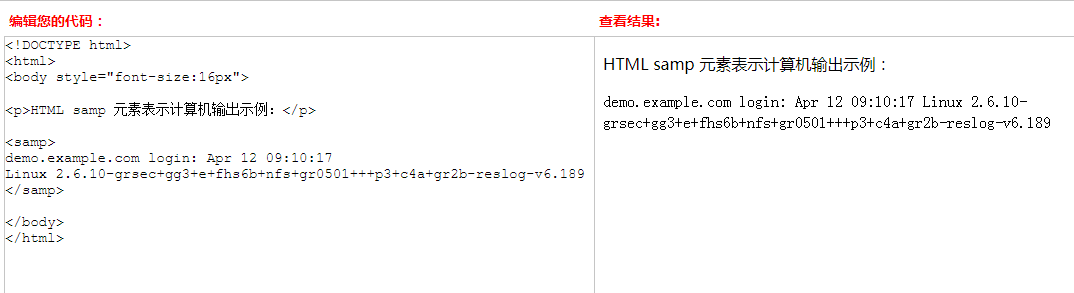 编辑您的代码：
查看结果:
<!DOCTYPE html>
<html>
<body style="font-size:16px">
<p>HTML samp 元素表示计算机输出示例：</p>
<samp>
demo.example.com login: Apr 12 09:10:17
Linux 2.6.10-grsec+gg3+e+fhs6b+nfs+gr0501+++p3+c4a+gr2b-reslog-v6.189
</samp>
</body>
</html>
HTML samp 元素表示计算机输出示例：
demo.example.com login: Apr 12 09:10:17 Linux 2.6.10-
grsec+gg3+e+fhs6b+nfs+gr0501+++p3+c4a+gr2b-reslog-v6.189